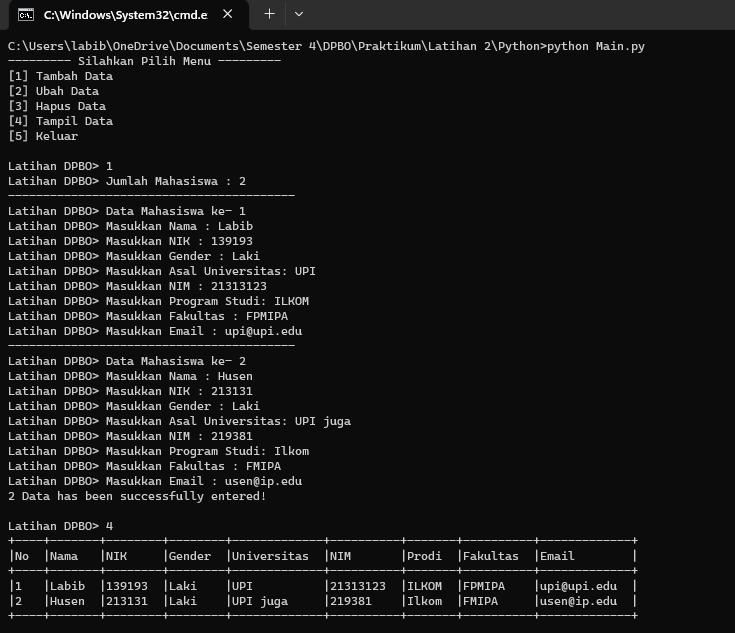 C:\Windows\System32\cmd.e
C:\Users\labib\OneDrive\Documents\Semester 4\DPBO\Praktikum\Latihan 2\Python>python Main.py
--------- Silahkan Pilih Menu ---------
[1] Tambah Data
[2] Ubah Data
[3] Hapus Data
[4] Tampil Data
[5] Keluar
Latihan DPBO> 1
Latihan DPBO> Jumlah Mahasiswa : 2
-----------------------------------------
Latihan DPBO> Data Mahasiswa ke- 1
Latihan DPBO> Masukkan Nama : Labib
Latihan DPBO> Masukkan NIK : 139193
Latihan DPBO> Masukkan Gender : Laki
Latihan DPBO> Masukkan Asal Universitas: UPI
Latihan DPBO> Masukkan NIM : 21313123
Latihan DPBO> Masukkan Program Studi: ILKOM
Latihan DPBO> Masukkan Fakultas : FPMIPA
Latihan DPBO> Masukkan Email : upi@upi.edu
-----------------------------------------
Latihan DPBO> Data Mahasiswa ke- 2
Latihan DPBO> Masukkan Nama : Husen
Latihan DPBO> Masukkan NIK : 213131
Latihan DPBO> Masukkan Gender : Laki
Latihan DPBO> Masukkan Asal Universitas: UPI juga
Latihan DPBO> Masukkan NIM : 219381
Latihan DPBO> Masukkan Program Studi: Ilkom
Latihan DPBO> Masukkan Fakultas : FMIPA
Latihan DPBO> Masukkan Email : usen@ip.edu
2 Data has been successfully entered!
Latihan DPBO> 4
+----+-------+--------+--------+-------------+----------+-------+----------+-------------+
|No  |Nama   |NIK     |Gender  |Universitas  |NIM       |Prodi  |Fakultas  |Email        |
+----+-------+--------+--------+-------------+----------+-------+----------+-------------+
|1   |Labib  |139193  |Laki    |UPI          |21313123  |ILKOM  |FPMIPA    |upi@upi.edu  |
|2   |Husen  |213131  |Laki    |UPI juga     |219381    |Ilkom  |FMIPA     |usen@ip.edu  |
+----+-------+--------+--------+-------------+----------+-------+----------+-------------+